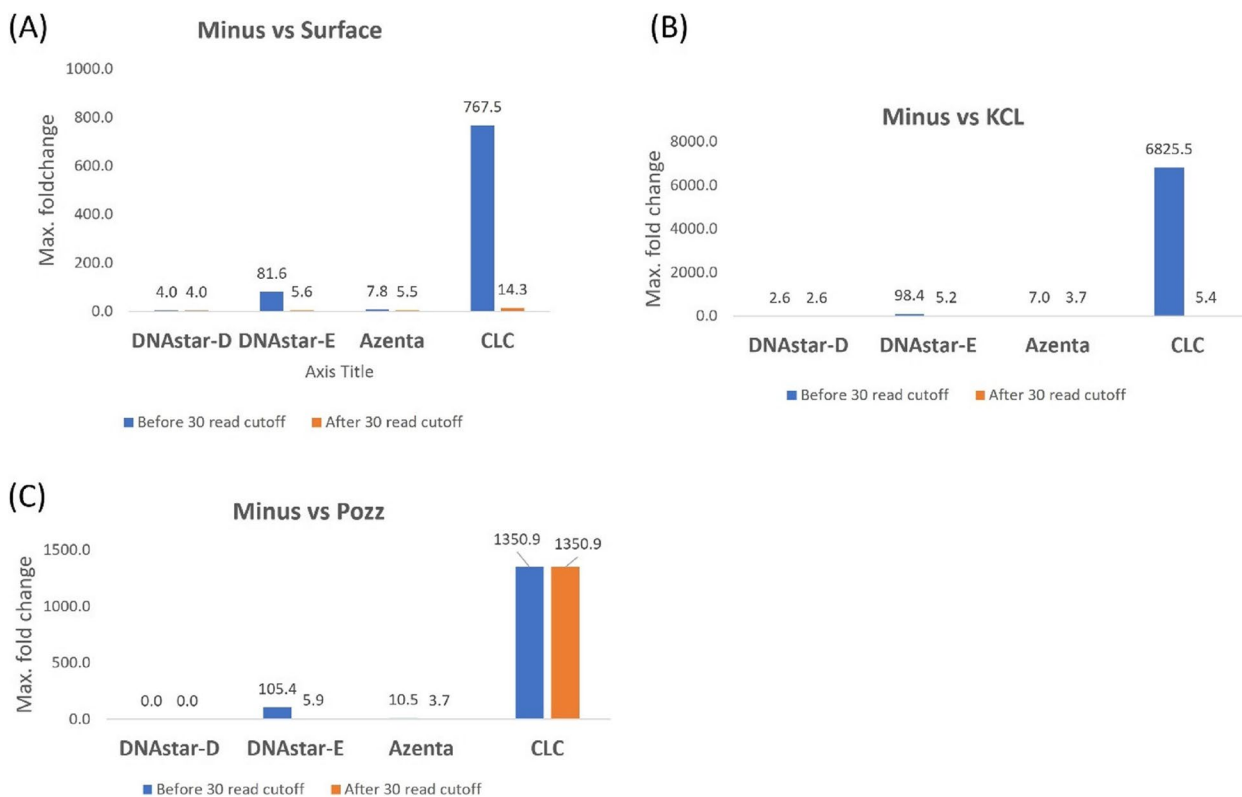 (A)
Minus vs Surface
Max. foldchange
1000.0
800.0
600.0
400.0
200.0
0.0
4.0 4.0
81.6 5.6
7.8 5.5
767.5
14.3
DNAstar-D DNAstar-E Azenta CLC
Axis Title
Before 30 read cutoff After 30 read cutoff
(B)
Minus vs KCL
Max. fold change
8000.0
6000.0
4000.0
2000.0
0.0
2.6 2.6
98.4 5.2
7.0 3.7
6825.5
5.4
DNAstar-D DNAstar-E Azenta CLC
Before 30 read cutoff After 30 read cutoff
(C)
Minus vs Pozz
Max. fold change
1500.0
1000.0
500.0
0.0
0.0 0.0
105.4 5.9
10.5 3.7
1350.9 1350.9
DNAstar-D DNAstar-E Azenta CLC
Before 30 read cutoff After 30 read cutoff